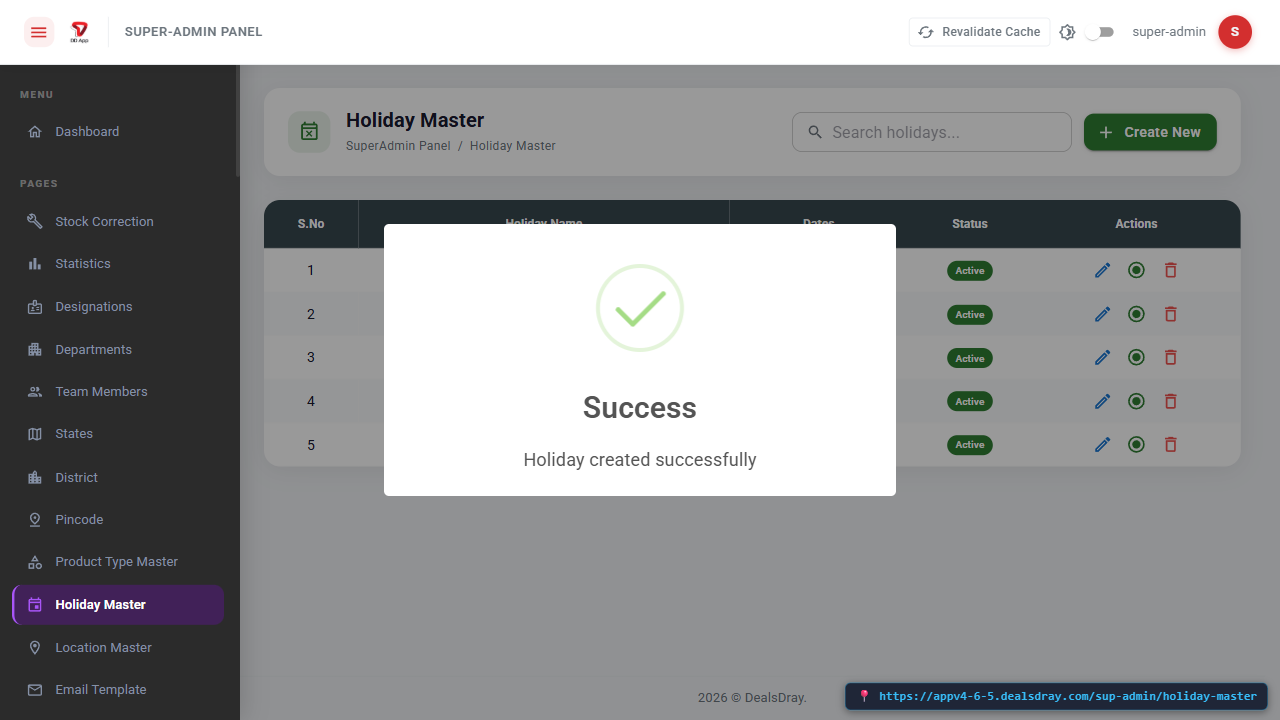 DD App
SUPER-ADMIN PANEL
Revalidate Cache
super-admin
S
MENU
Dashboard
PAGES
Stock Correction
Statistics
Designations
Departments
Team Members
States
District
Pincode
Product Type Master
Holiday Master
Location Master
Email Template
Holiday Master
SuperAdmin Panel / Holiday Master
Search holidays...
Create New
S.No Holiday Name Dates Status Actions
1 Active
2 Active
3 Active
4 Active
5 Active
Success
Holiday created successfully
2026 © DealsDray.
https://appv4-6-5.dealsdray.com/sup-admin/holiday-master